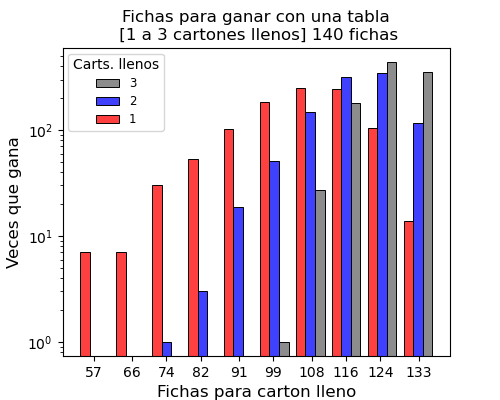 Fichas para ganar con una tabla
[1 a 3 cartones llenos] 140 fichas
Carts. llenos
3
2
1
Veces que gana
10²
10¹
10⁰
57 66 74 82 91 99 108 116 124 133
Fichas para carton lleno